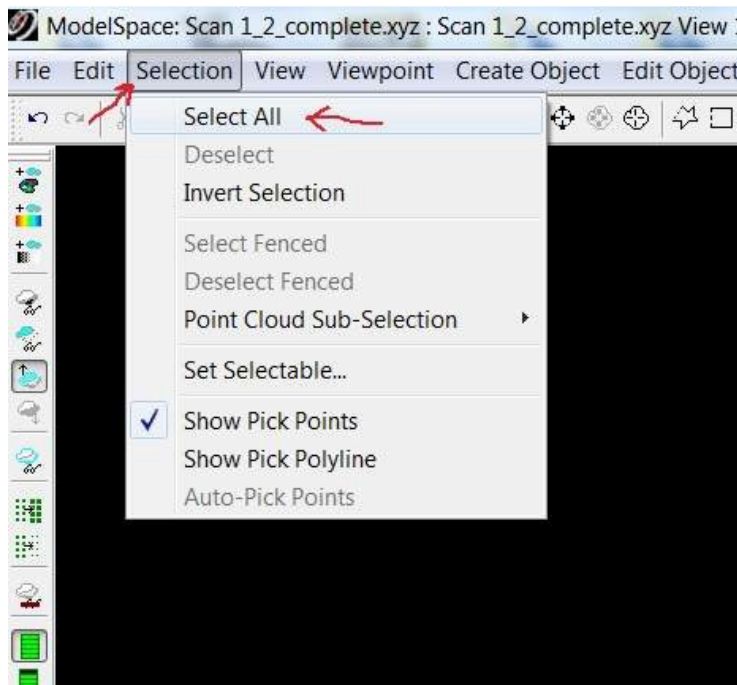 ModelSpace: Scan 1_2_complete.xyz : Scan 1_2_complete.xyz View
File Edit Selection View Viewpoint Create Object Edit Object
Select All
Deselect
Invert Selection
Select Fenced
Deselect Fenced
Point Cloud Sub-Selection
Set Selectable...
Show Pick Points
Show Pick Polyline
Auto-Pick Points